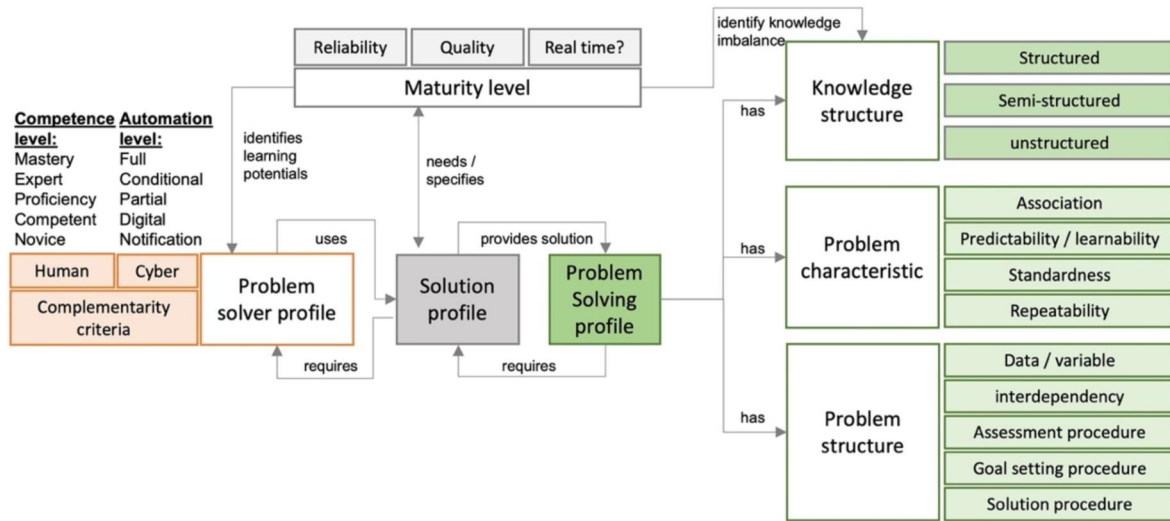 Reliability
Quality
Real time?
Maturity level
identify knowledge
imbalance
Competence
level:
Mastery
Expert
Proficiency
Competent
Novice
Automation
level:
Full
Conditional
Partial
Digital
Notification
identifies
learning
potentials
needs /
specifies
Human
Cyber
Complementarity
criteria
Problem
solver profile
uses
requires
Solution
profile
provides solution
requires
Problem
Solving
profile
has
Knowledge
structure
Structured
Semi-structured
unstructured
has
Problem
characteristic
Association
Predictability / learnability
Standardness
Repeatability
has
Problem
structure
Data / variable
interdependency
Assessment procedure
Goal setting procedure
Solution procedure